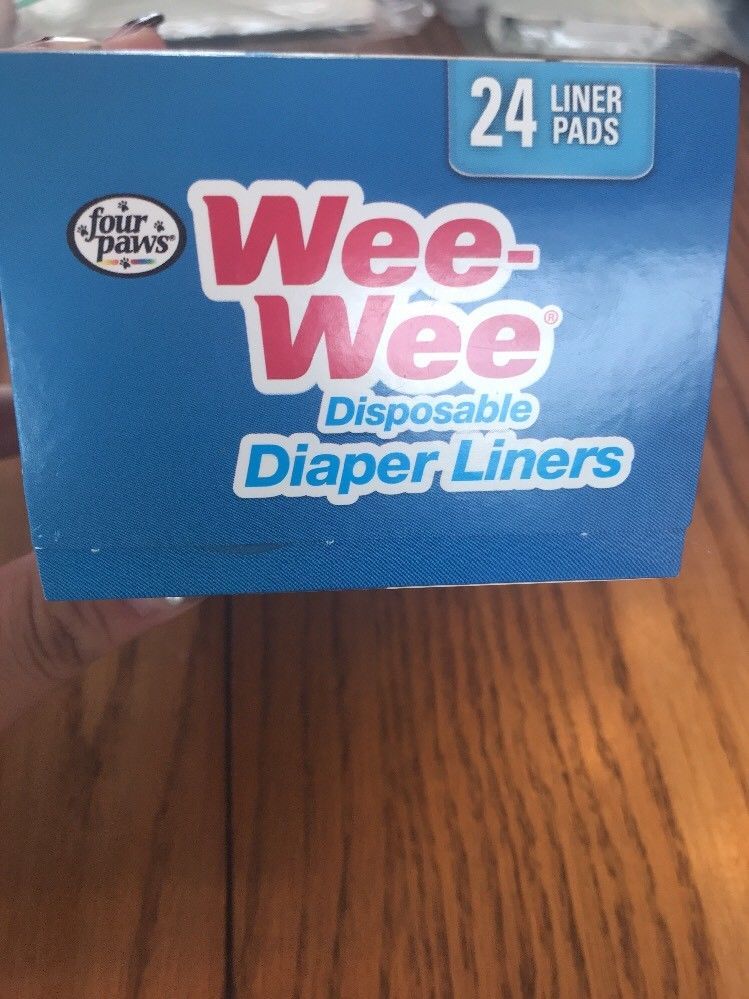 24 LINER
PADS
four
paws®
Wee-
Wee®
Disposable
Diaper Liners